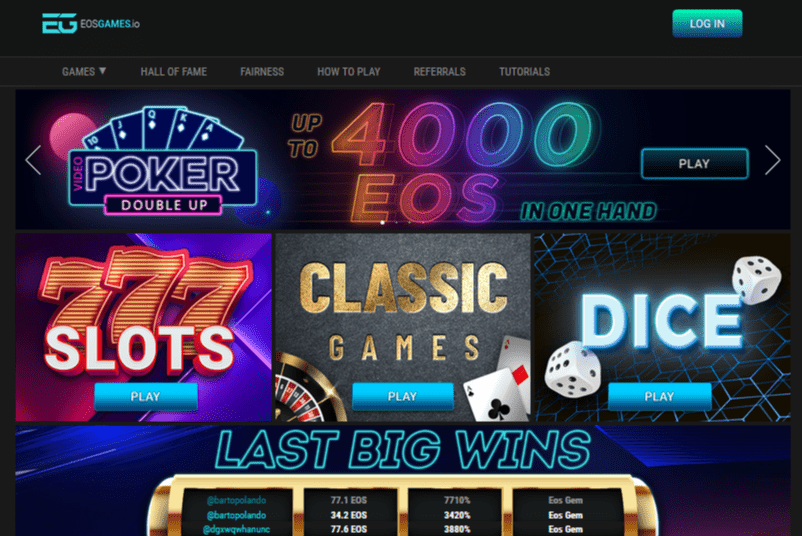 EG EOSGAMES.io
LOG IN
GAMES ▼ HALL OF FAME FAIRNESS HOW TO PLAY REFERRALS TUTORIALS
10 J Q K A
VIDEO POKER
DOUBLE UP
UP TO 4000
EOS
IN ONE HAND
PLAY
777
SLOTS
PLAY
CLASSIC
GAMES
PLAY
DICE
PLAY
LAST BIG WINS
@bartopolando 77.1 EOS 7710% Eos Gem
@bartopolando 34.2 EOS 3420% Eos Gem
@dgxwqwhanunc 77.6 EOS 3880% Eos Gem